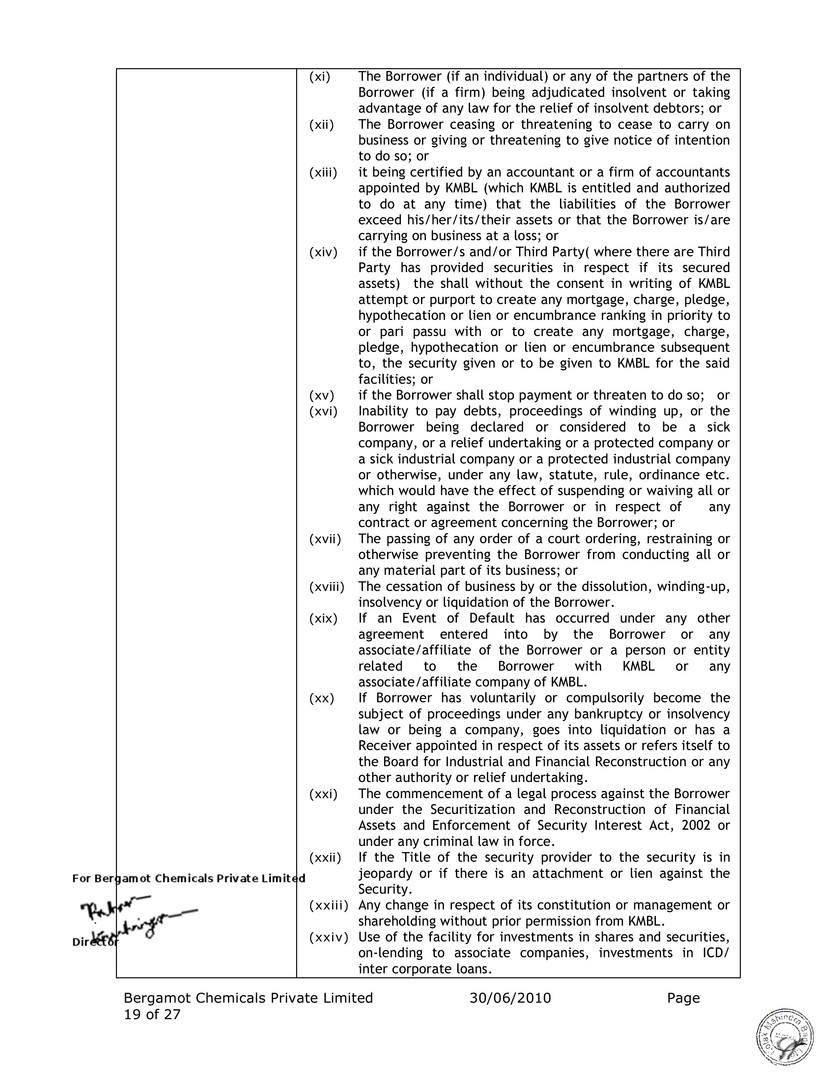 (xi) The Borrower (if an individual) or any of the partners of the
Borrower (if a firm) being adjudicated insolvent or taking
advantage of any law for the relief of insolvent debtors; or
(xii) The Borrower ceasing or threatening to cease to carry on
business or giving or threatening to give notice of intention
to do so; or
(xiii) it being certified by an accountant or a firm of accountants
appointed by KMBL (which KMBL is entitled and authorized
to do at any time) that the liabilities of the Borrower
exceed his/her/its/their assets or that the Borrower is/are
carrying on business at a loss; or
(xiv) if the Borrower/s and/or Third Party( where there are Third
Party has provided securities in respect if its secured
assets) the shall without the consent in writing of KMBL
attempt or purport to create any mortgage, charge, pledge,
hypothecation or lien or encumbrance ranking in priority to
or pari passu with or to create any mortgage, charge,
pledge, hypothecation or lien or encumbrance subsequent
to, the security given or to be given to KMBL for the said
facilities; or
(xv) if the Borrower shall stop payment or threaten to do so; or
(xvi) Inability to pay debts, proceedings of winding up, or the
Borrower being declared or considered to be a sick
company, or a relief undertaking or a protected company or
a sick industrial company or a protected industrial company
or otherwise, under any law, statute, rule, ordinance etc.
which would have the effect of suspending or waiving all or
any right against the Borrower or in respect of any
contract or agreement concerning the Borrower; or
(xvii) The passing of any order of a court ordering, restraining or
otherwise preventing the Borrower from conducting all or
any material part of its business; or
(xviii) The cessation of business by or the dissolution, winding-up,
insolvency or liquidation of the Borrower.
(xix) If an Event of Default has occurred under any other
agreement entered into by the Borrower or any
associate/affiliate of the Borrower or a person or entity
related to the Borrower with KMBL or any
associate/affiliate company of KMBL.
(xx) If Borrower has voluntarily or compulsorily become the
subject of proceedings under any bankruptcy or insolvency
law or being a company, goes into liquidation or has a
Receiver appointed in respect of its assets or refers itself to
the Board for Industrial and Financial Reconstruction or any
other authority or relief undertaking.
(xxi) The commencement of a legal process against the Borrower
under the Securitization and Reconstruction of Financial
Assets and Enforcement of Security Interest Act, 2002 or
under any criminal law in force.
(xxii) If the Title of the security provider to the security is in
jeopardy or if there is an attachment or lien against the
Security.
(xxiii) Any change in respect of its constitution or management or
shareholding without prior permission from KMBL.
(xxiv) Use of the facility for investments in shares and securities,
on-lending to associate companies, investments in ICD/
inter corporate loans.
For Bergamot Chemicals Private Limited
Director
Bergamot Chemicals Private Limited 30/06/2010 Page
19 of 27
Kotak Mahindra Bank